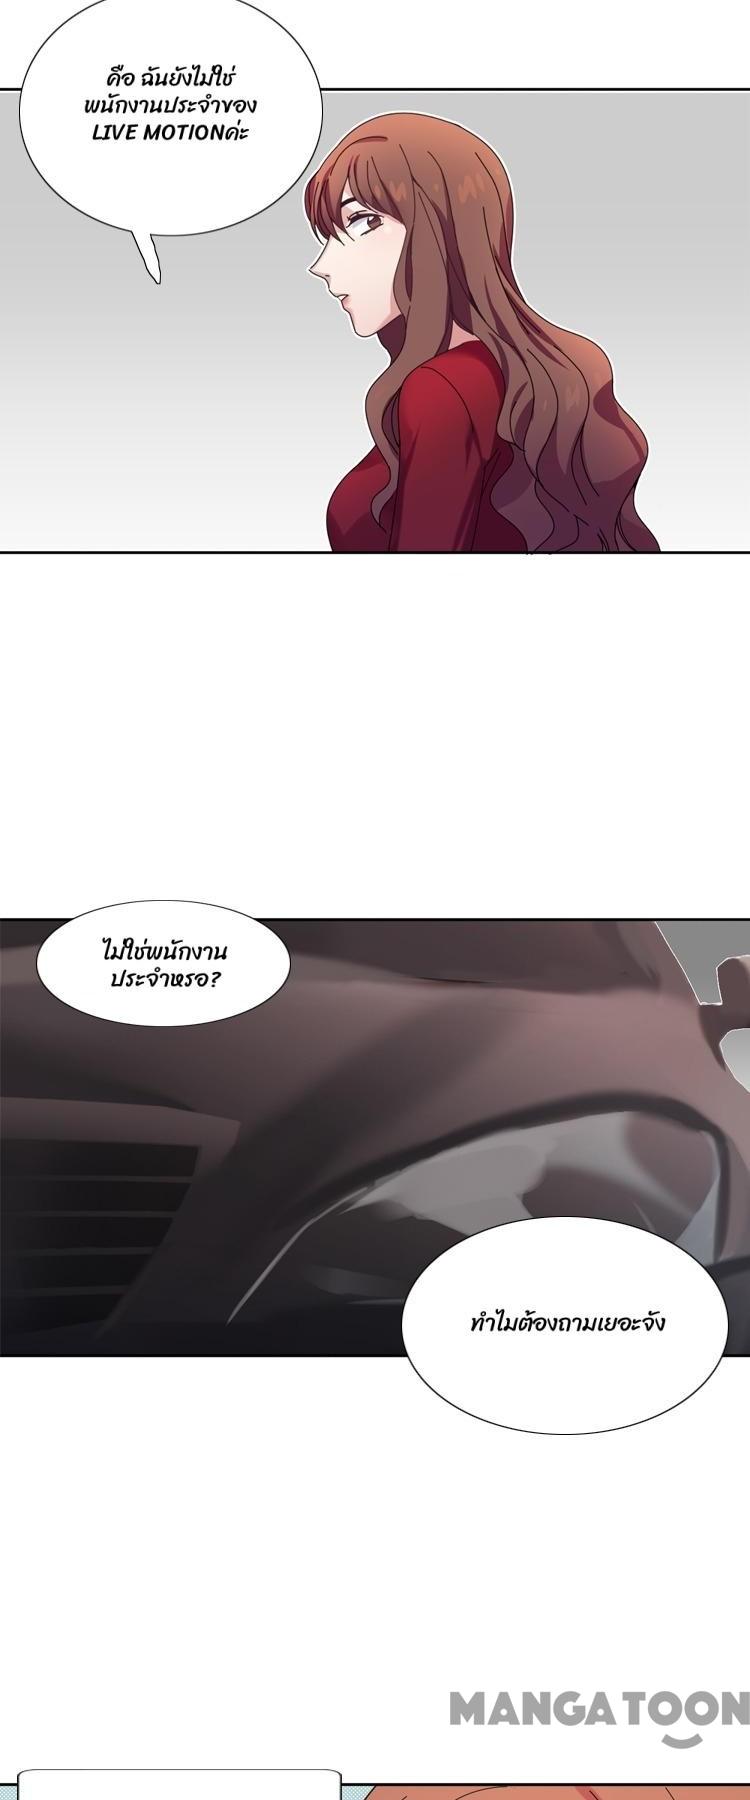 คือ ฉันยังไม่ใช่
พนักงานประจำของ
LIVE MOTIONค่ะ
ไม่ใช่พนักงาน
ประจำหรอ?
ทำไมต้องถามเยอะจัง
MANGATOON